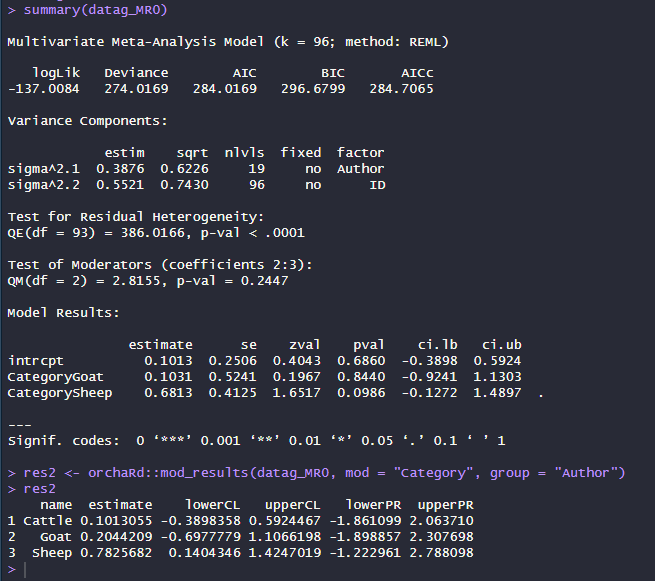 > summary(datag_MRO)
Multivariate Meta-Analysis Model (k = 96; method: REML)
logLik Deviance AIC BIC AICc
-137.0084 274.0169 284.0169 296.6799 284.7065
Variance Components:
estim sqrt nlvls fixed factor
sigma^2.1 0.3876 0.6226 19 no Author
sigma^2.2 0.5521 0.7430 96 no ID
Test for Residual Heterogeneity:
QE(df = 93) = 386.0166, p-val < .0001
Test of Moderators (coefficients 2:3):
QM(df = 2) = 2.8155, p-val = 0.2447
Model Results:
estimate se zval pval ci.lb ci.ub
intrcpt 0.1013 0.2506 0.4043 0.6860 -0.3898 0.5924
CategoryGoat 0.1031 0.5241 0.1967 0.8440 -0.9241 1.1303
CategorySheep 0.6813 0.4125 1.6517 0.0986 -0.1272 1.4897 .
---
Signif. codes: 0 ‘***’ 0.001 ‘**’ 0.01 ‘*’ 0.05 ‘.’ 0.1 ‘ ’ 1
> res2 <- orchaRd::mod_results(datag_MRO, mod = "Category", group = "Author")
> res2
name estimate lowerCL upperCL lowerPR upperPR
1 Cattle 0.1013055 -0.3898358 0.5924467 -1.861099 2.063710
2 Goat 0.2044209 -0.6977779 1.1066198 -1.898857 2.307698
3 Sheep 0.7825682 0.1404346 1.4247019 -1.222961 2.788098
>